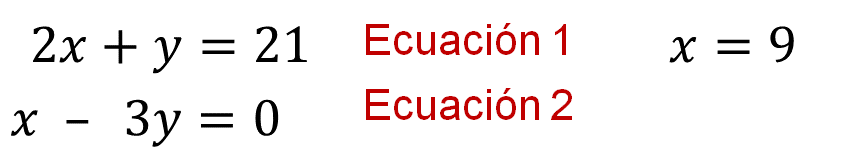 2x + y = 21 Ecuación 1 x = 9
x - 3y = 0 Ecuación 2